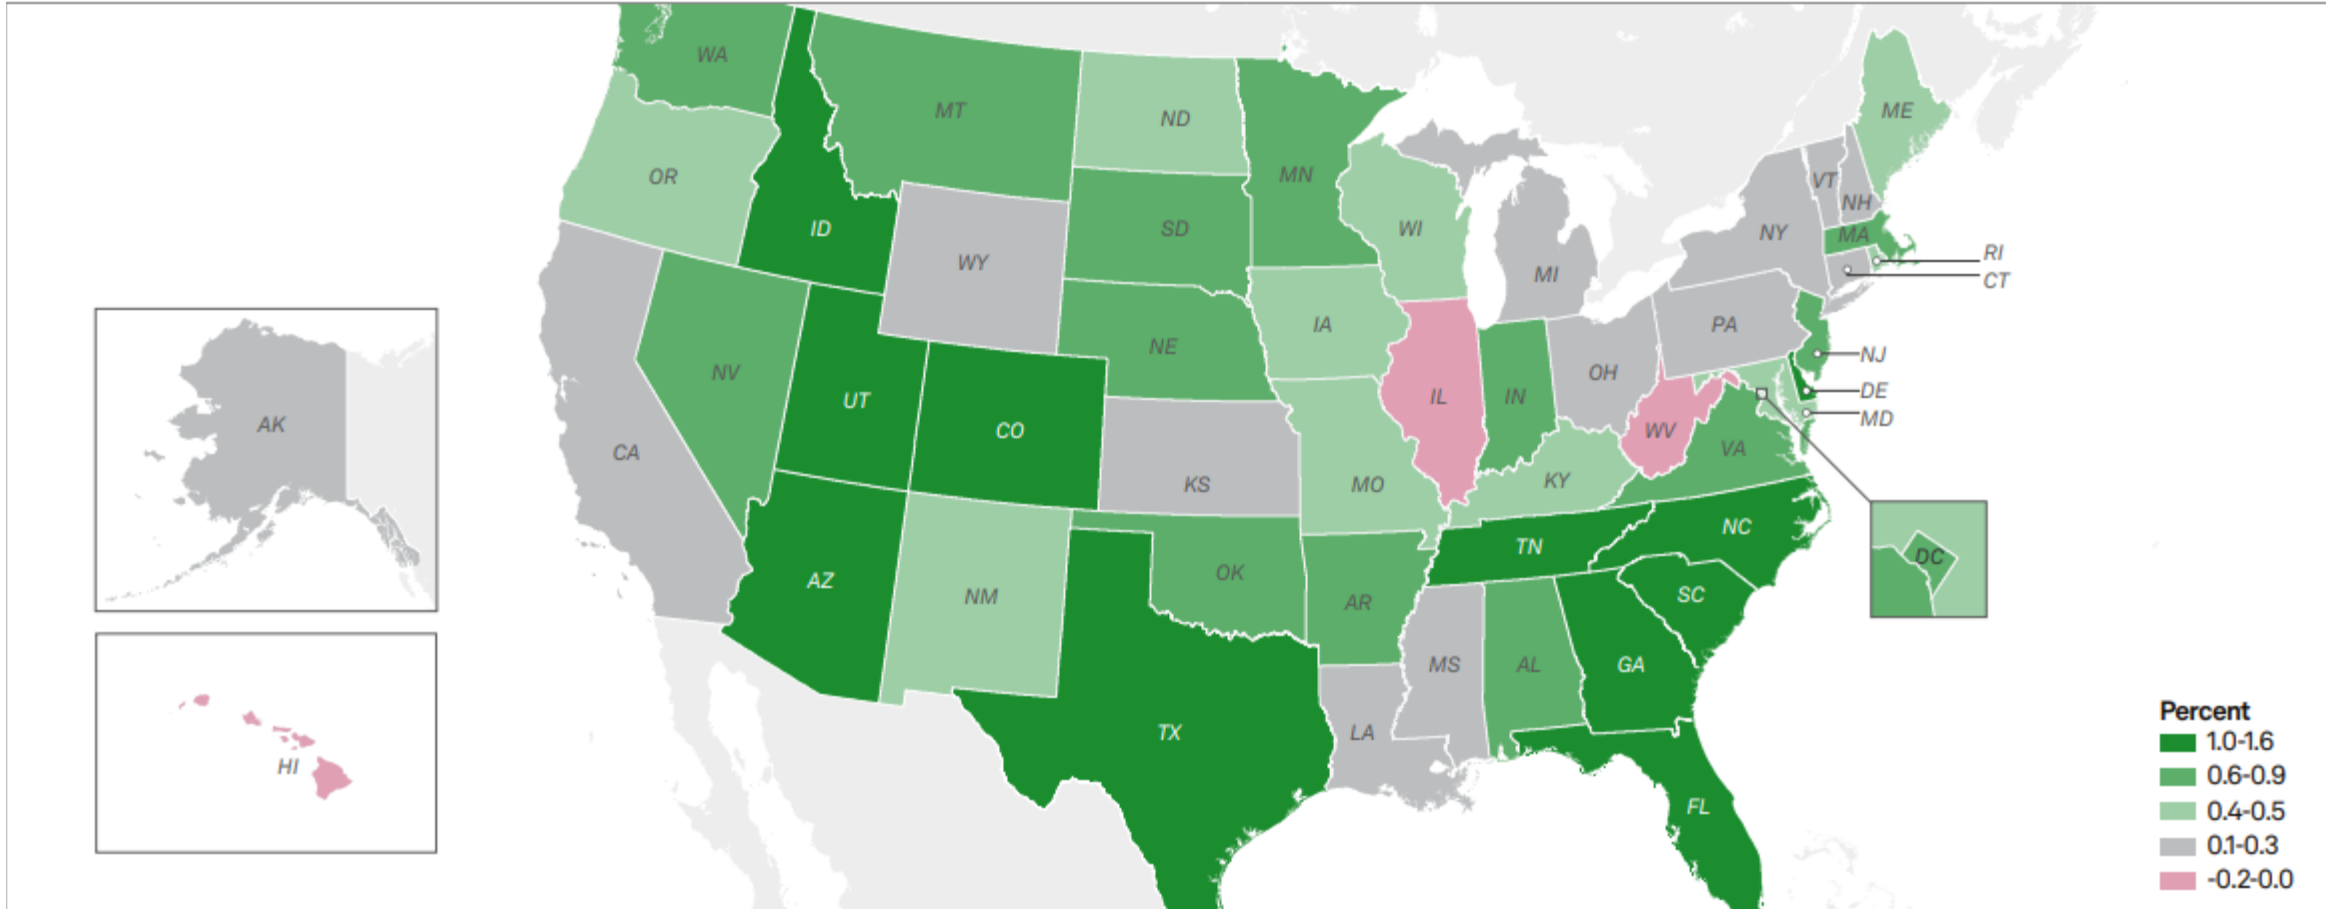 WA
MT
ND
MN
ME
OR
ID
SD
WI
VT
NH
WY
NY
MA
MI
RI
CT
NV
NE
IA
PA
NJ
UT
CO
IL
IN
OH
DE
MD
AK
CA
KS
MO
KY
WV
VA
AZ
NM
OK
AR
TN
NC
DC
SC
MS
AL
GA
TX
LA
HI
FL
Percent
1.0-1.6
0.6-0.9
0.4-0.5
0.1-0.3
-0.2-0.0